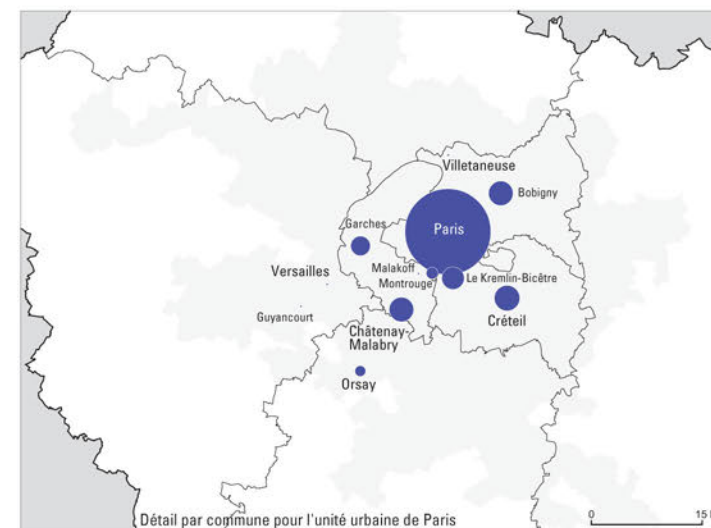 Villetaneuse
Bobigny
Garches
Paris
Versailles
Malakoff
Montrouge
Le Kremlin-Bicêtre
Guyancourt
Créteil
Châtenay-
Malabry
Orsay
Détail par commune pour l'unité urbaine de Paris
0
15